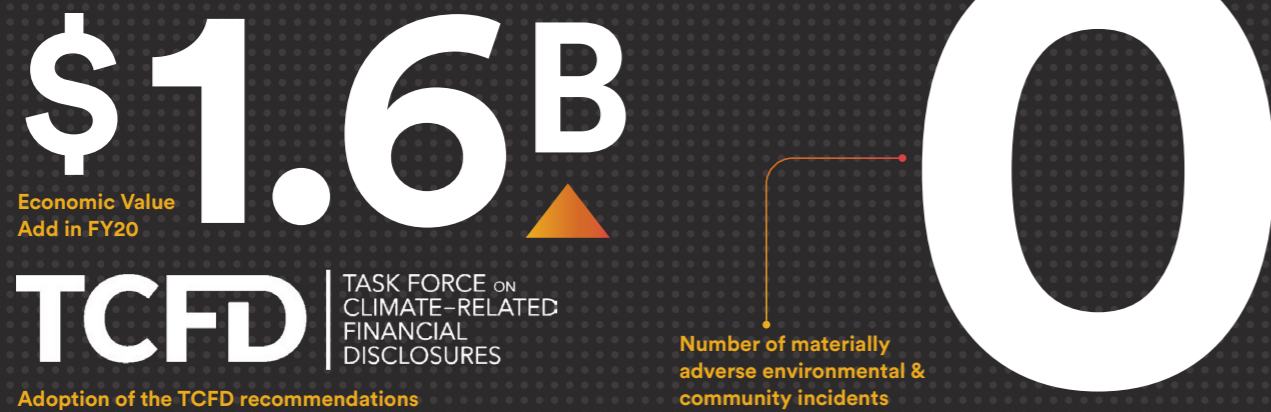 $1.6B
Economic Value
Add in FY20
TCFD
TASK FORCE ON
CLIMATE-RELATED
FINANCIAL
DISCLOSURES
Adoption of the TCFD recommendations
0
Number of materially
adverse environmental &
community incidents